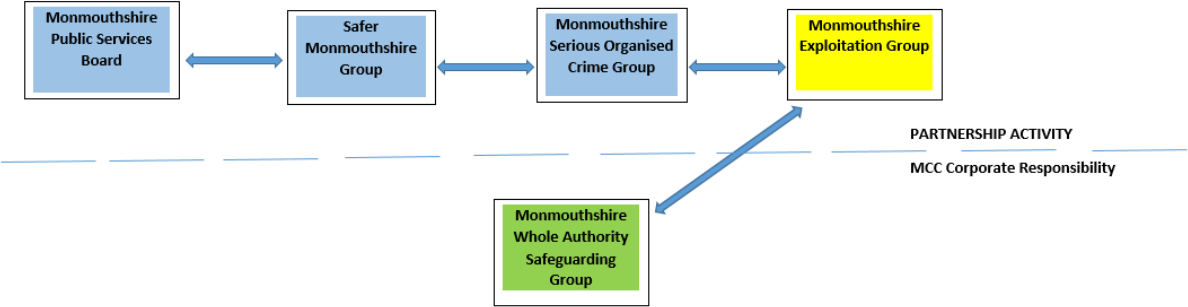 Monmouthshire
Public Services
Board
Safer
Monmouthshire
Group
Monmouthshire
Serious Organised
Crime Group
Monmouthshire
Exploitation Group
PARTNERSHIP ACTIVITY
MCC Corporate Responsibility
Monmouthshire
Whole Authority
Safeguarding
Group